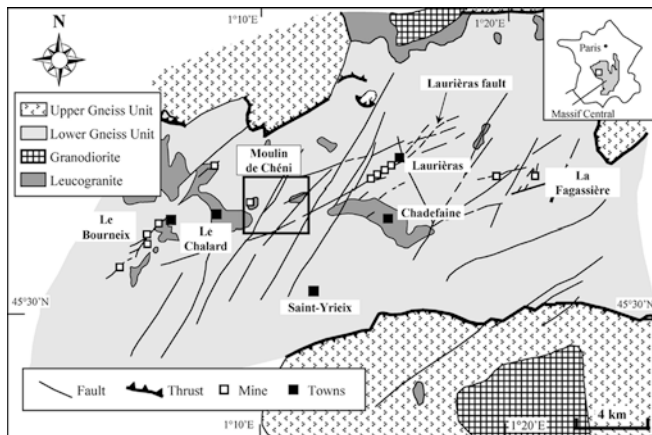 1°10'E
1°20'E
N
Paris
Massif Central
Upper Gneiss Unit
Lower Gneiss Unit
Granodiorite
Leucogranite
Laurièras fault
Moulin
de Chéni
Laurièras
La
Fagassière
Le
Bourneix
Le
Chalard
Chadefaine
Saint-Yrieix
45°30'N
45°30'N
Fault
Thrust
Mine
Towns
1°10'E
1°20'E
4 km